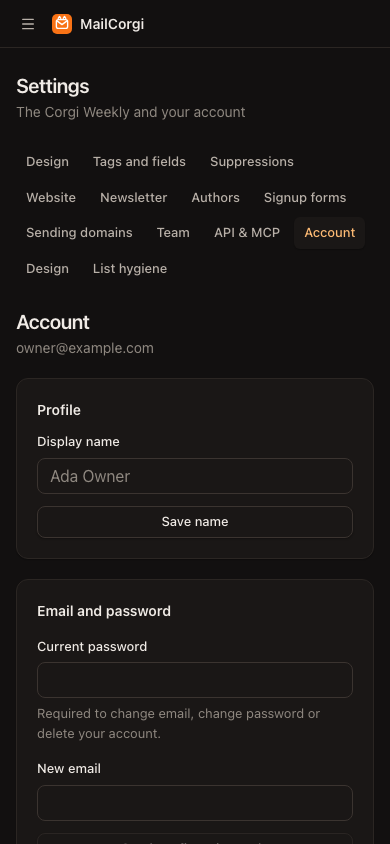 MailCorgi
Settings
The Corgi Weekly and your account
Design Tags and fields Suppressions
Website Newsletter Authors Signup forms
Sending domains Team API & MCP Account
Design List hygiene
Account
owner@example.com
Profile
Display name
Ada Owner
Save name
Email and password
Current password
Required to change email, change password or
delete your account.
New email